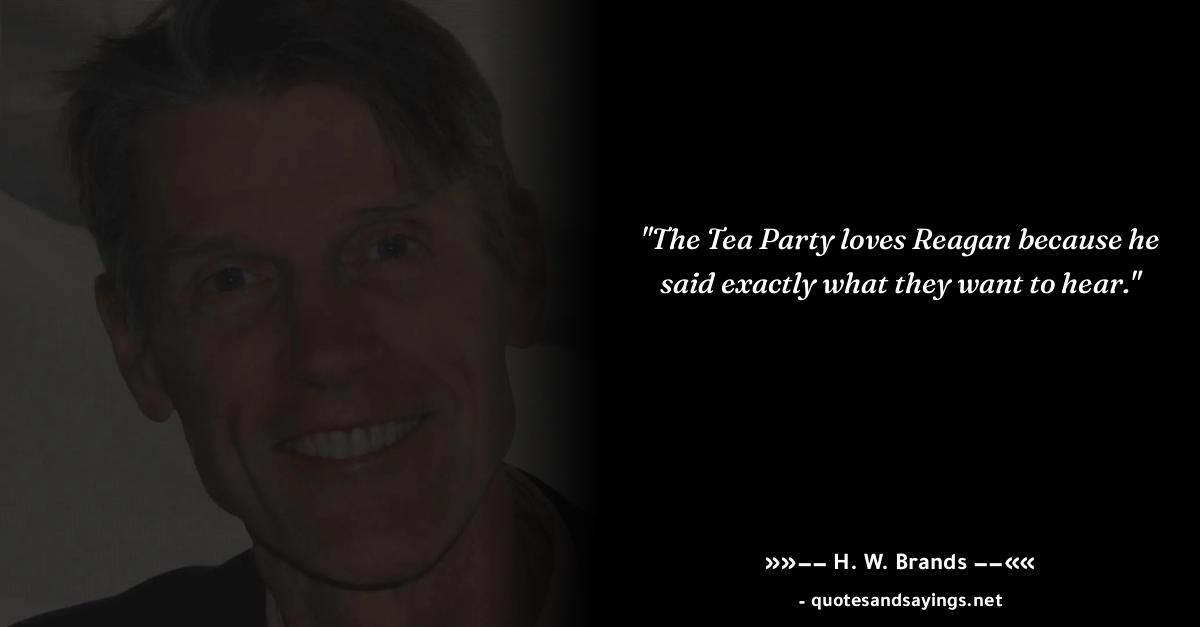 "The Tea Party loves Reagan because he
said exactly what they want to hear."
»»−− H. W. Brands −−««
- quotesandsayings.net